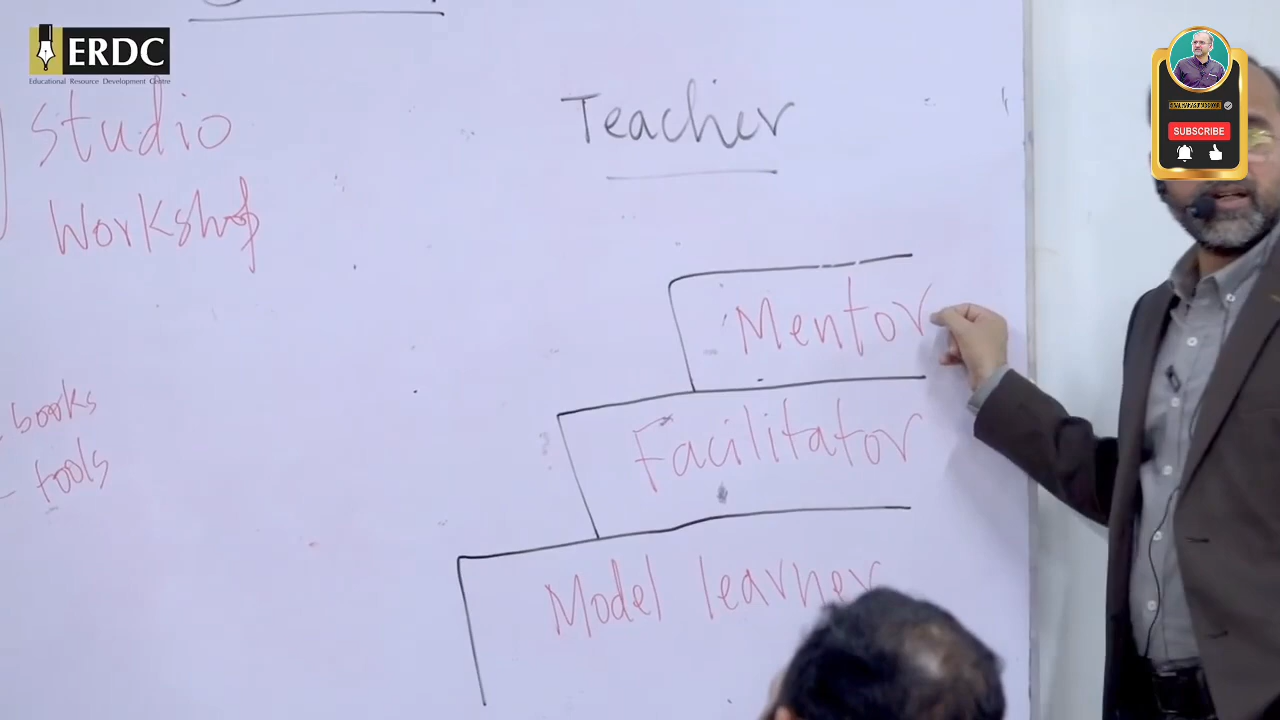 ERDC
Educational Resource Development Centre
Studio
Workshop
books
- tools
Teacher
Mentor
Facilitator
Model learner
SUBSCRIBE